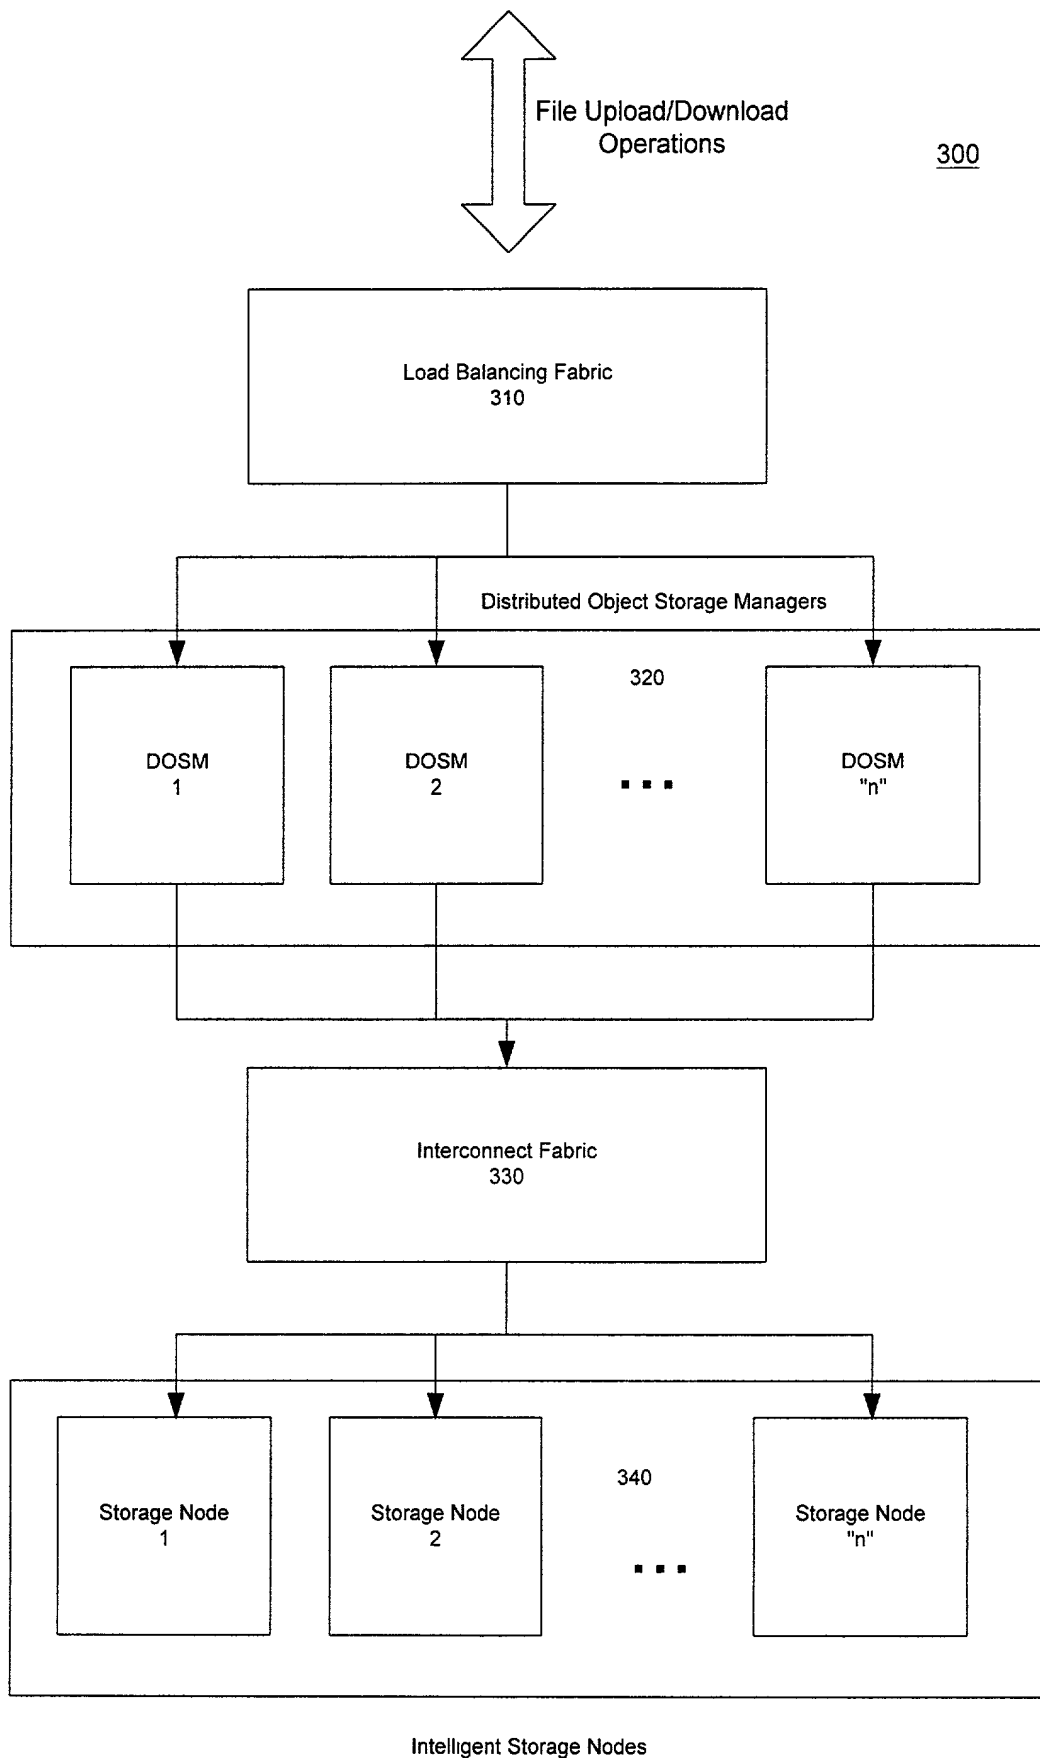 File Upload/Download
Operations
300
Load Balancing Fabric
310
Distributed Object Storage Managers
320
DOSM
1
DOSM
2
DOSM
"n"
Interconnect Fabric
330
340
Storage Node
1
Storage Node
2
Storage Node
"n"
Intelligent Storage Nodes